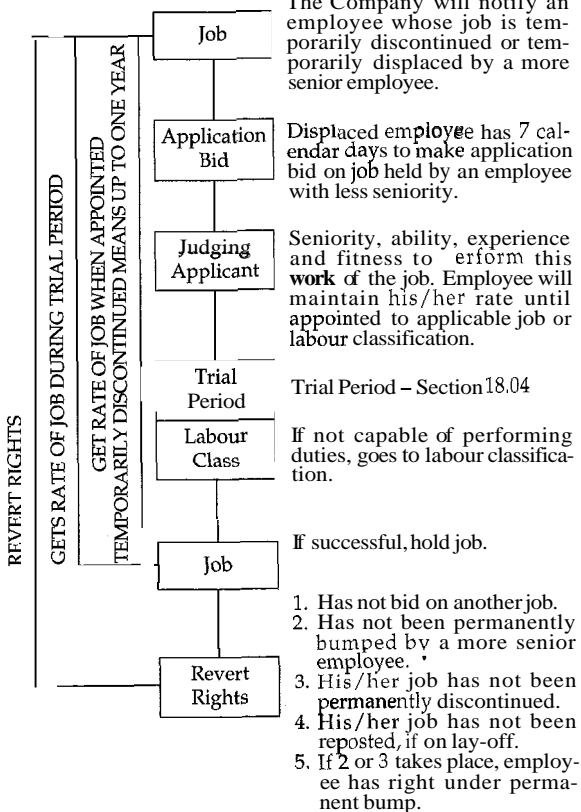 The Company will notify an
employee whose job is tem-
porarily discontinued or tem-
porarily displaced by a more
senior employee.
Job
Application
Bid
Displaced employee has 7 cal-
endar days to make application
bid on job held by an employee
with less seniority.
Judging
Applicant
Seniority, ability, experience
and fitness to erform this
work of the job. Employee will
maintain his/her rate until
appointed to applicable job or
labour classification.
Trial
Period
Trial Period – Section 18.04
Labour
Class
If not capable of performing
duties, goes to labour classifica-
tion.
Job
If successful, hold job.
Revert
Rights
1. Has not bid on another job.
2. Has not been permanently
bumped by a more senior
employee.
3. His/her job has not been
permanently discontinued.
4. His/her job has not been
reposted, if on lay-off.
5. If 2 or 3 takes place, employ-
ee has right under perma-
nent bump.
REVERT RIGHTS
GETS RATE OF JOB DURING TRIAL PERIOD
GET RATE OF JOB WHEN APPOINTED
TEMPORARILY DISCONTINUED MEANS UP TO ONE YEAR